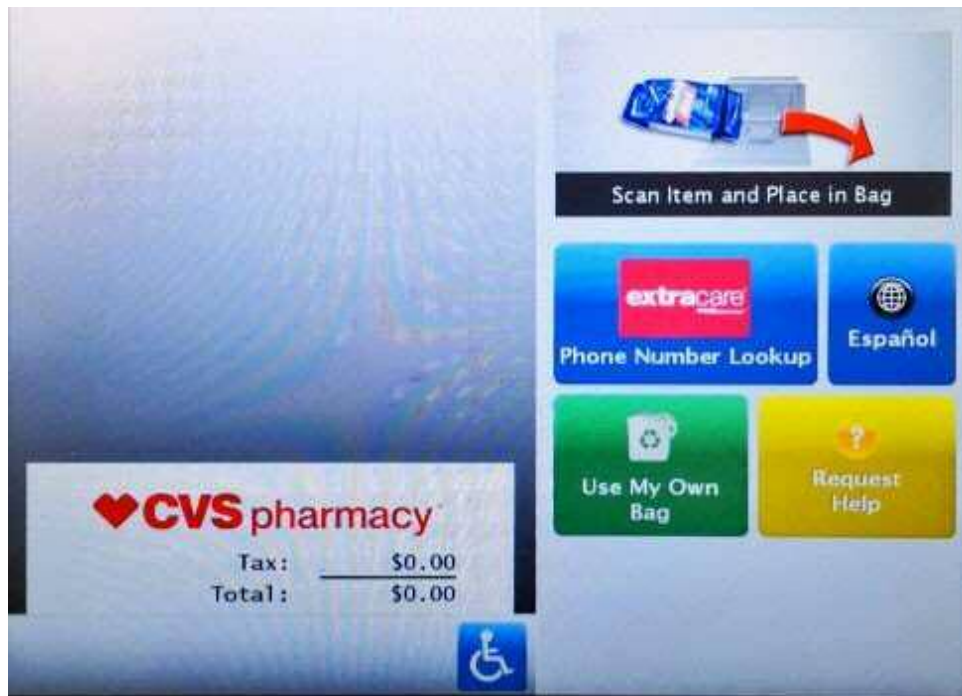 Scan Item and Place in Bag
extracare
Phone Number Lookup
Español
Use My Own
Bag
?
Request
Help
CVS pharmacy
Tax: $0.00
Total: $0.00